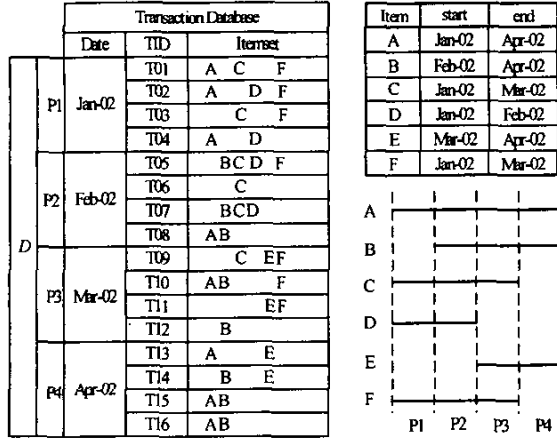 Transaction Database
Date TID Itemset
D P1 Jan-02 T01 A C F
T02 A D F
T03 C F
T04 A D
P2 Feb-02 T05 B C D F
T06 C
T07 B C D
T08 A B
P3 Mar-02 T09 C E F
T10 A B F
T11 E F
T12 B
P4 Apr-02 T13 A E
T14 B E
T15 A B
T16 A B
Item start end
A Jan-02 Apr-02
B Feb-02 Apr-02
C Jan-02 Mar-02
D Jan-02 Feb-02
E Mar-02 Apr-02
F Jan-02 Mar-02
A
B
C
D
E
F
P1 P2 P3 P4